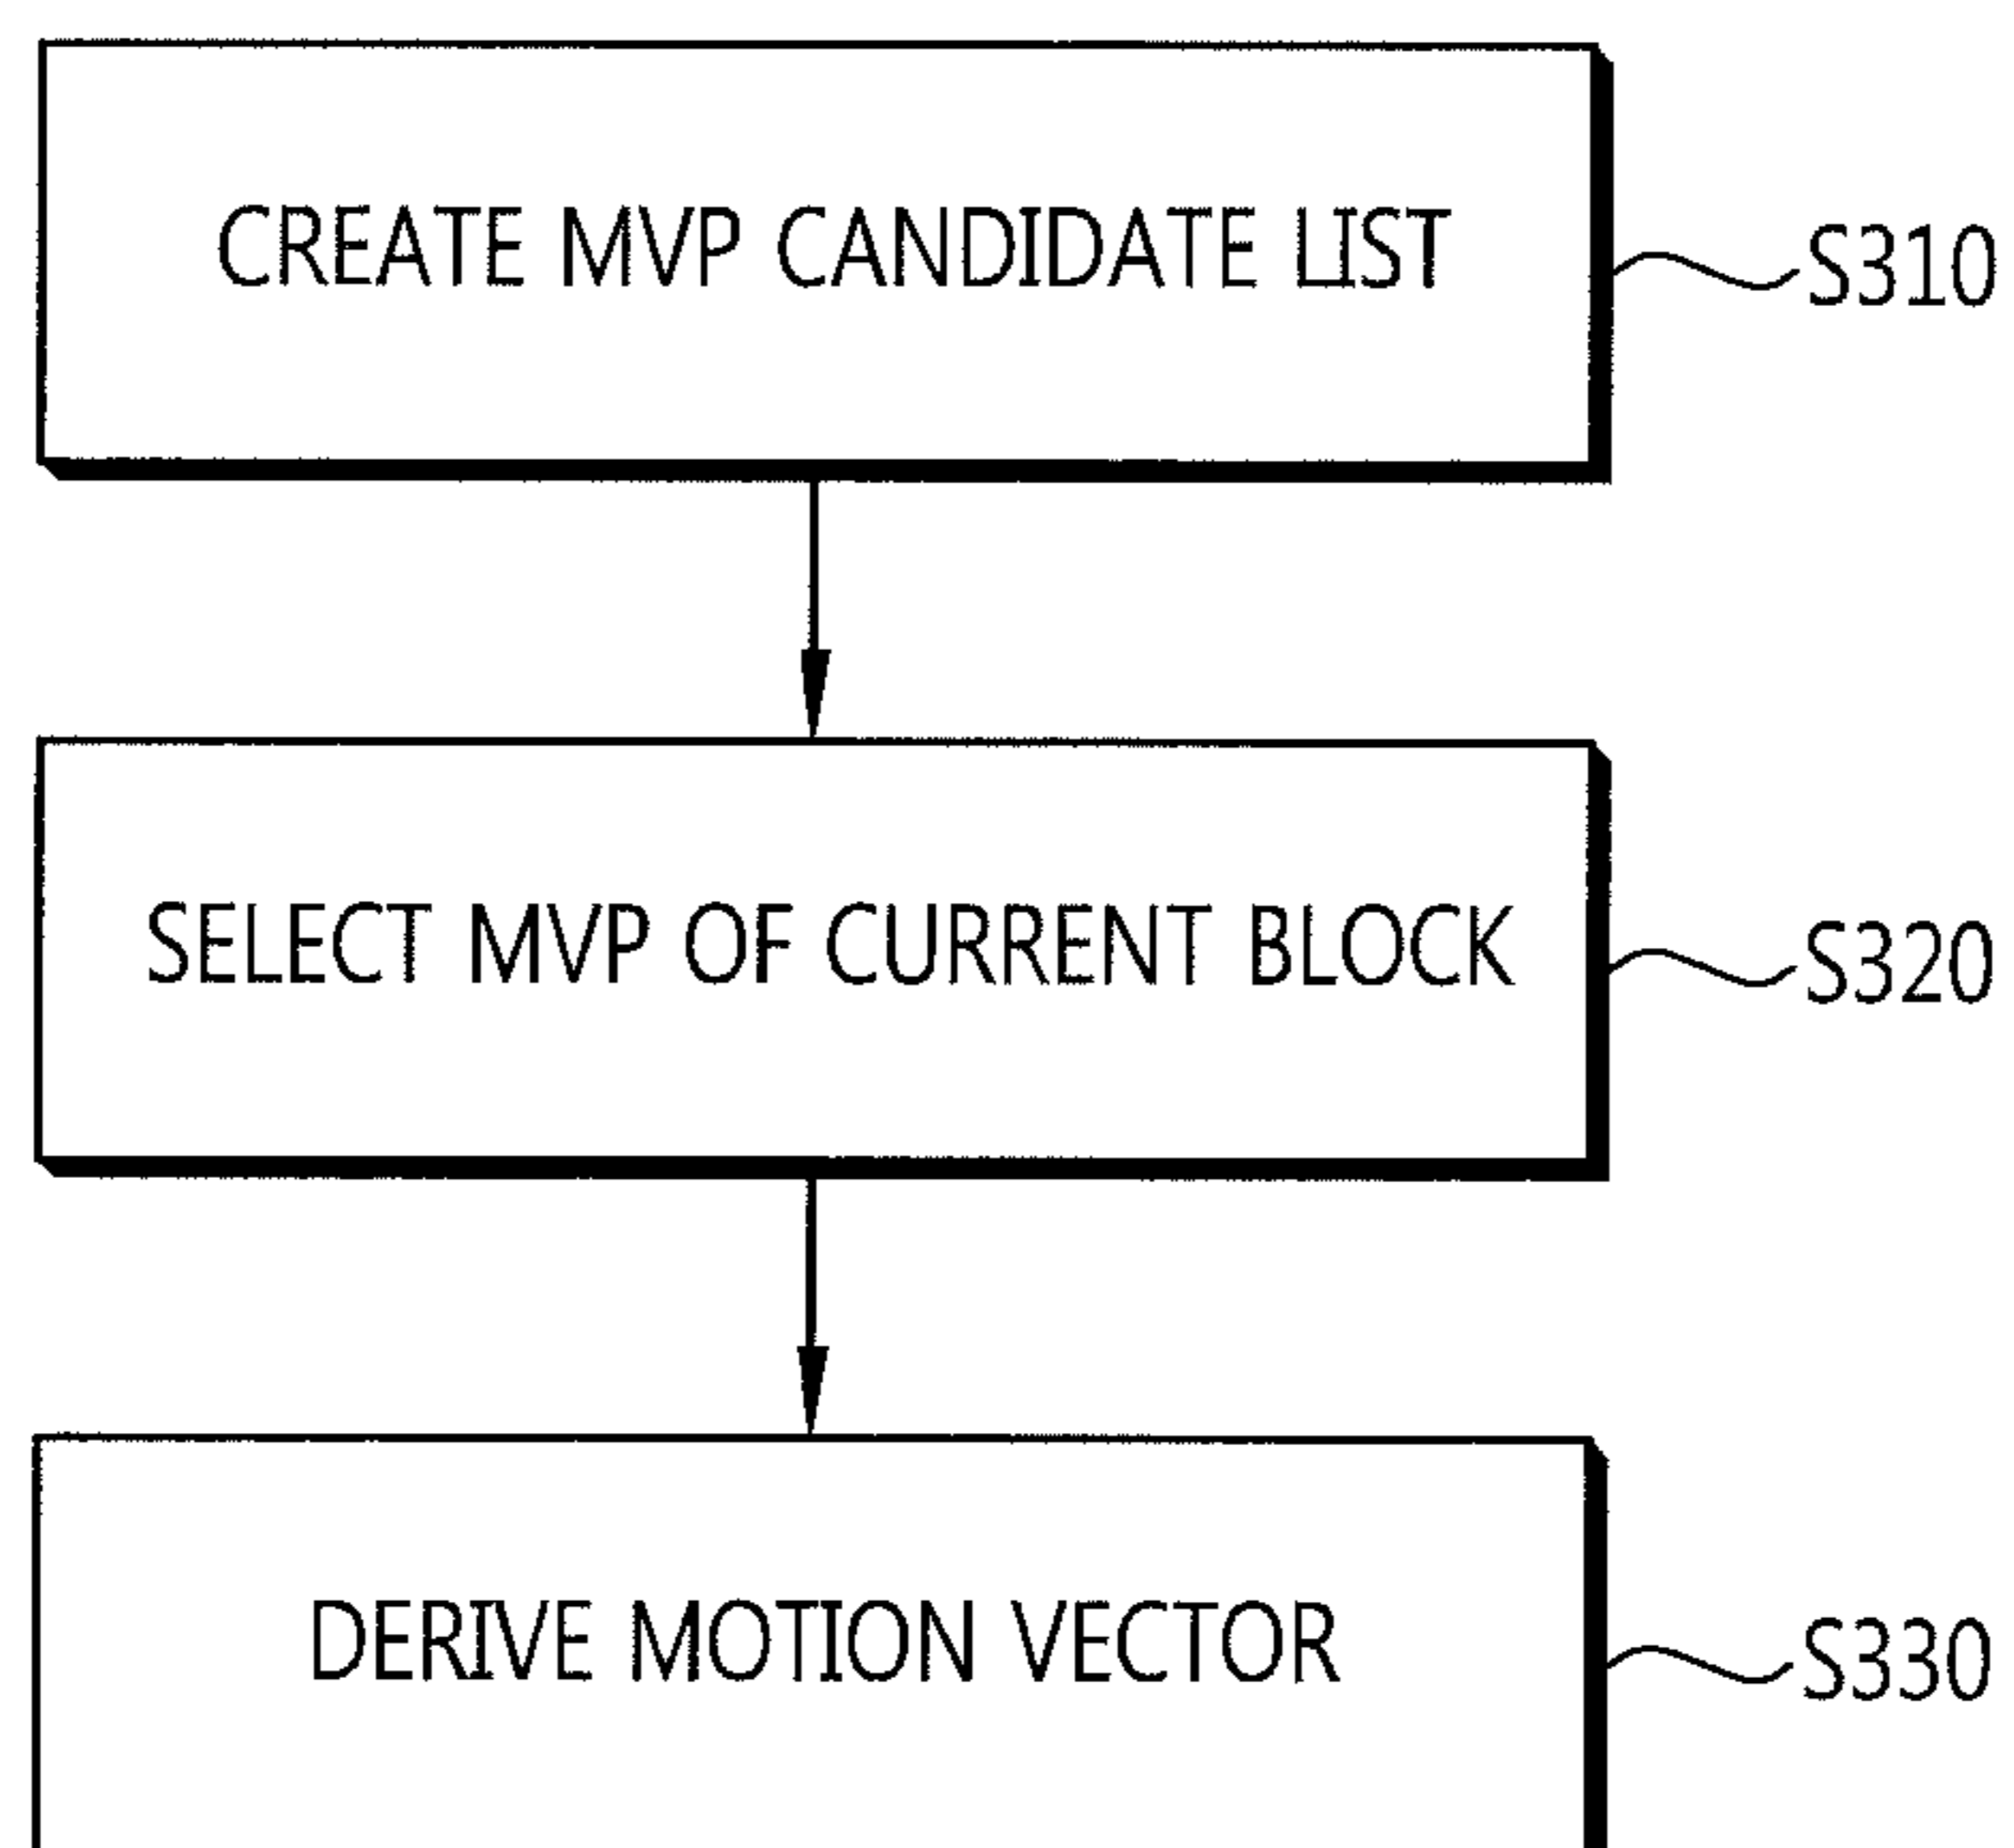 CREATE MVP CANDIDATE LIST
S310
SELECT MVP OF CURRENT BLOCK
S320
DERIVE MOTION VECTOR
S330